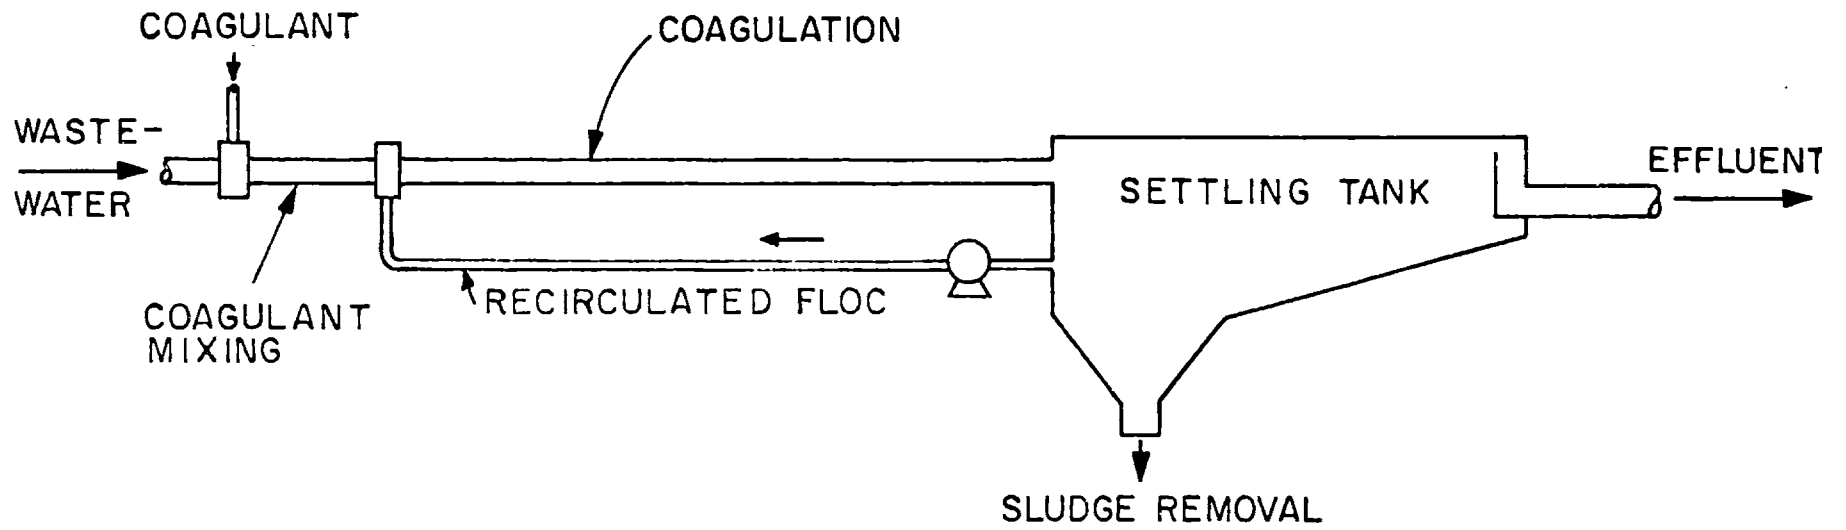 COAGULANT
COAGULATION
WASTE-
WATER
EFFLUENT
SETTLING TANK
RECIRCULATED FLOC
COAGULANT
MIXING
SLUDGE REMOVAL